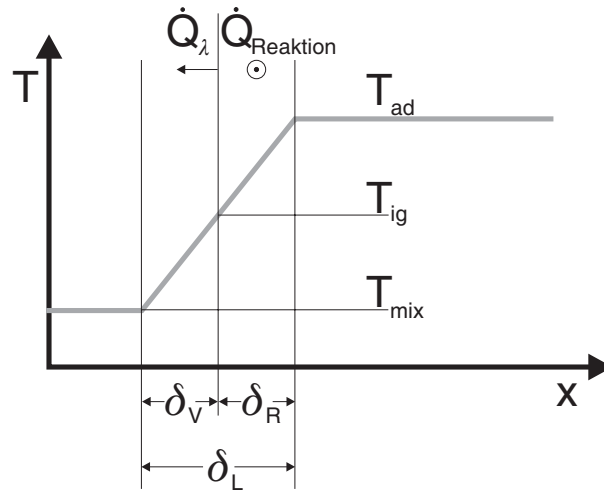 Q̇λ Q̇Reaktion
T
Tad
Tig
Tmix
x
δV δR
δL